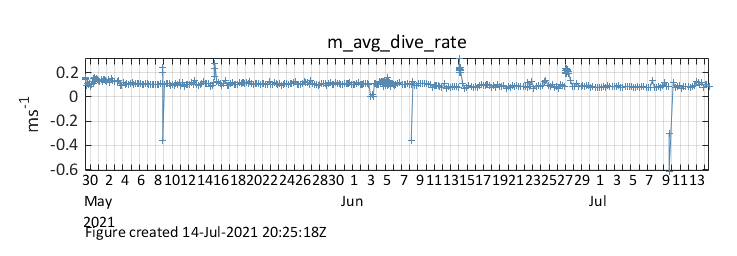 m_avg_dive_rate
0.2
0
-0.2
-0.4
-0.6
ms-1
30 2 4 6 8 10 12 14 16 18 20 22 24 26 28 30 1 3 5 7 9 11 13 15 17 19 21 23 25 27 29 1 3 5 7 9 11 13
May Jun Jul
2021
Figure created 14-Jul-2021 20:25:18Z